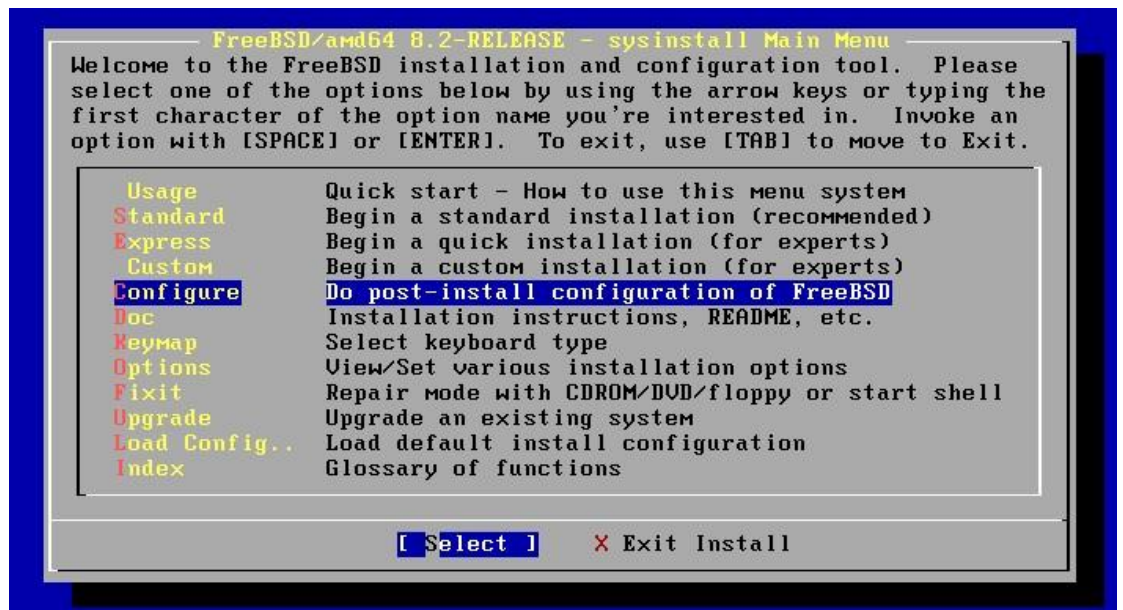 FreeBSD/amd64 8.2-RELEASE - sysinstall Main Menu
Welcome to the FreeBSD installation and configuration tool.  Please
select one of the options below by using the arrow keys or typing the
first character of the option name you're interested in.  Invoke an
option with [SPACE] or [ENTER].  To exit, use [TAB] to move to Exit.
Usage Quick start - How to use this menu system
Standard Begin a standard installation (recommended)
Express Begin a quick installation (for experts)
Custom Begin a custom installation (for experts)
Configure Do post-install configuration of FreeBSD
Doc Installation instructions, README, etc.
Keymap Select keyboard type
Options View/Set various installation options
Fixit Repair mode with CDROM/DVD/floppy or start shell
Upgrade Upgrade an existing system
Load Config.. Load default install configuration
Index Glossary of functions
[ Select ] X Exit Install